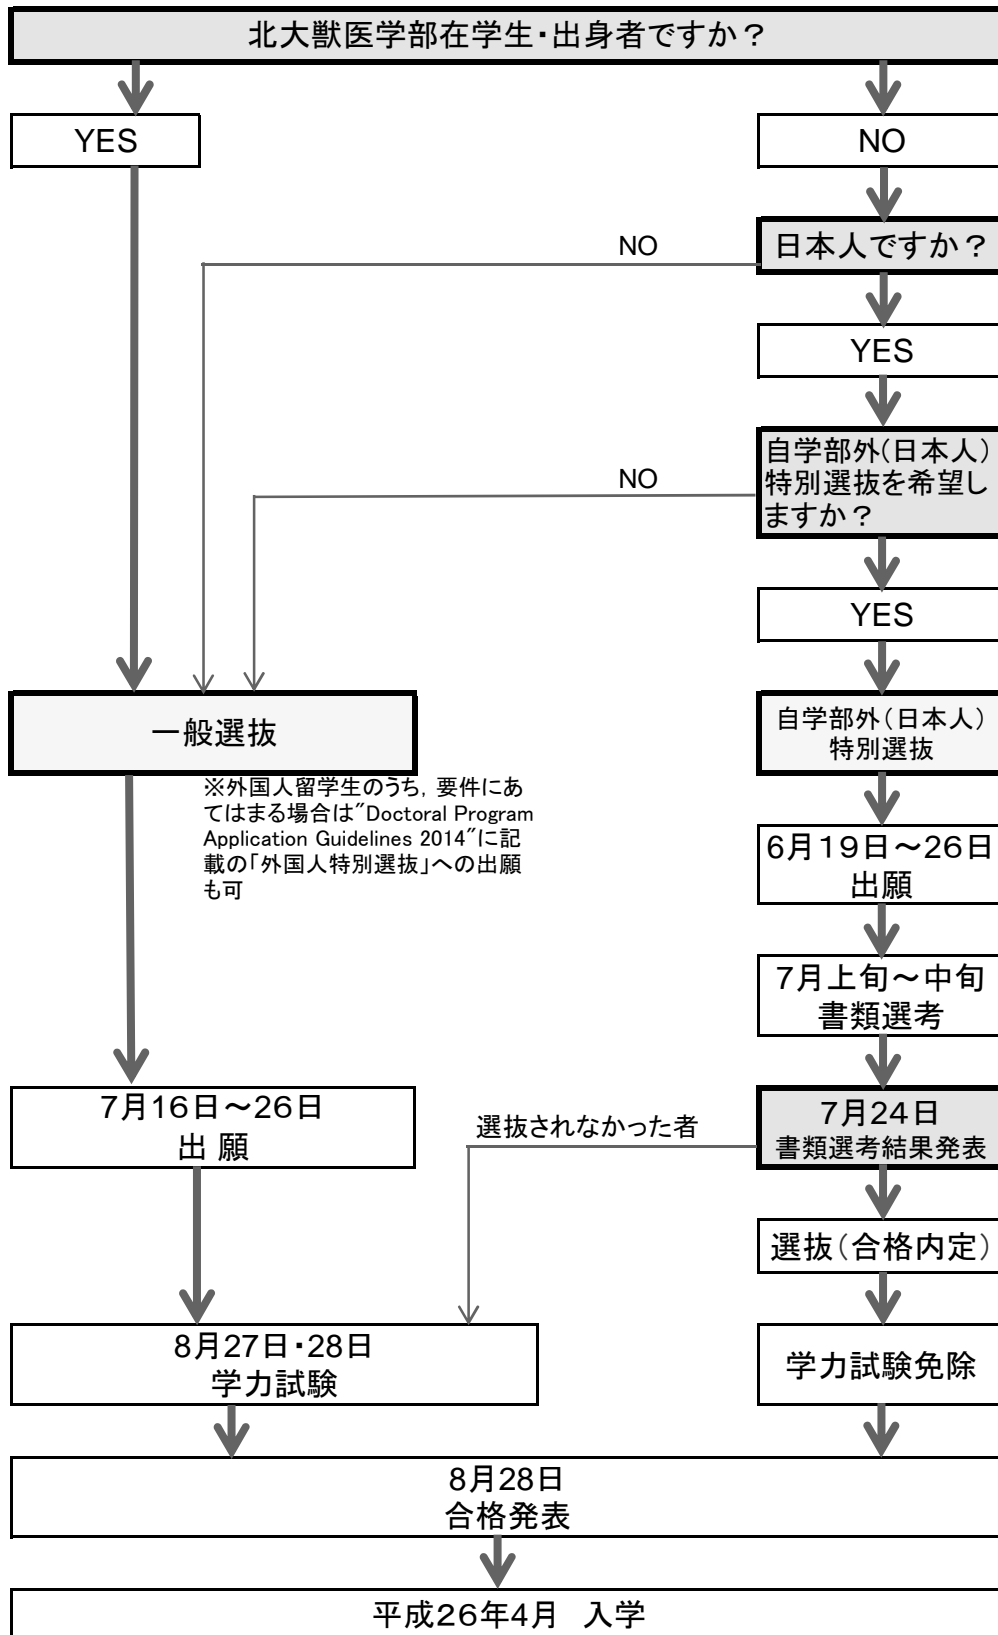 北大獣医学部在学生・出身者ですか？
YES
NO
NO
日本人ですか？
YES
NO
自学部外（日本人）
特別選抜を希望し
ますか？
YES
一般選抜
自学部外（日本人）
特別選抜
※外国人留学生のうち，要件にあ
てはまる場合は"Doctoral Program
Application Guidelines 2014"に記
載の「外国人特別選抜」への出願
も可
６月１９日～２６日
出願
７月上旬～中旬
書類選考
７月16日～26日
出 願
選抜されなかった者
７月２４日
書類選考結果発表
選抜（合格内定）
8月27日・28日
学力試験
学力試験免除
8月28日
合格発表
平成２６年４月　入学